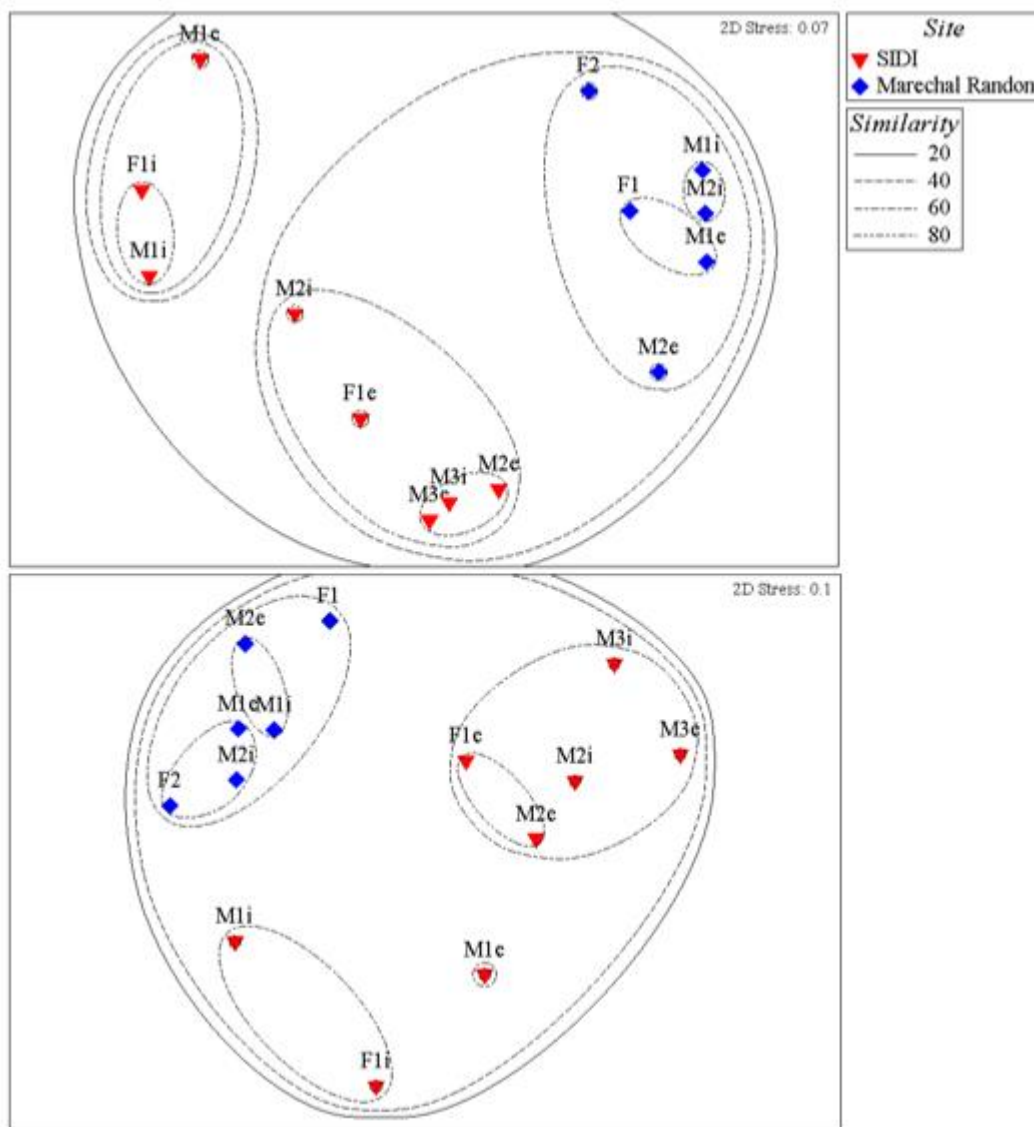 2D Stress: 0.07
Site
SIDI
Marechal Randon
Similarity
20
40
60
80
M1e
F2
F1i
M1i
M1i
F1
M2i
M1e
M2i
M2e
F1e
M2e
M3i
M3e
2D Stress: 0.1
F1
M2e
M3i
M1e
M1i
F1e
M3e
M2i
M2i
F2
M2e
M1i
M1e
F1i